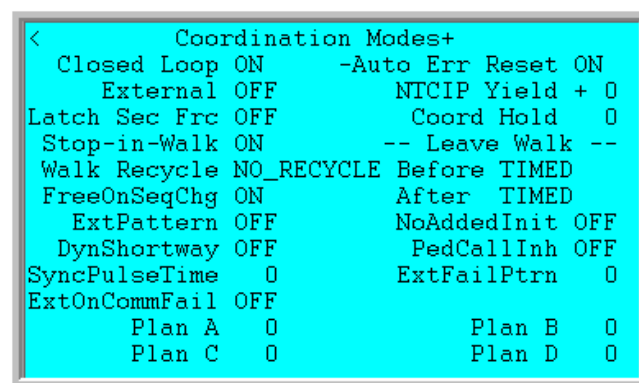 < Coordination Modes+
Closed Loop ON -Auto Err Reset ON
External OFF NTCIP Yield + 0
Latch Sec Frc OFF Coord Hold 0
Stop-in-Walk ON -- Leave Walk --
Walk Recycle NO_RECYCLE Before TIMED
FreeOnSeqChg ON After TIMED
ExtPattern OFF NoAddedInit OFF
DynShortway OFF PedCallInh OFF
SyncPulseTime 0 ExtFailPtrn 0
ExtOnCommFail OFF
Plan A 0 Plan B 0
Plan C 0 Plan D 0